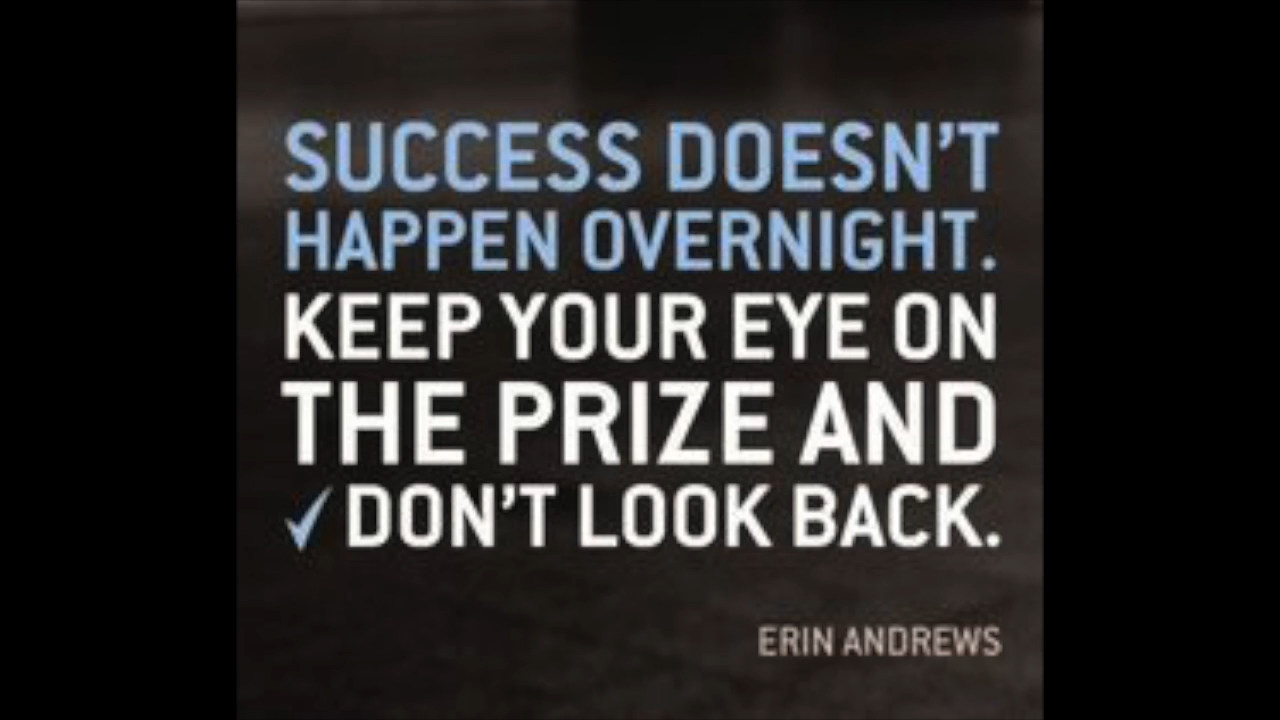 SUCCESS DOESN'T
HAPPEN OVERNIGHT.
KEEP YOUR EYE ON
THE PRIZE AND
✓DON'T LOOK BACK.
ERIN ANDREWS